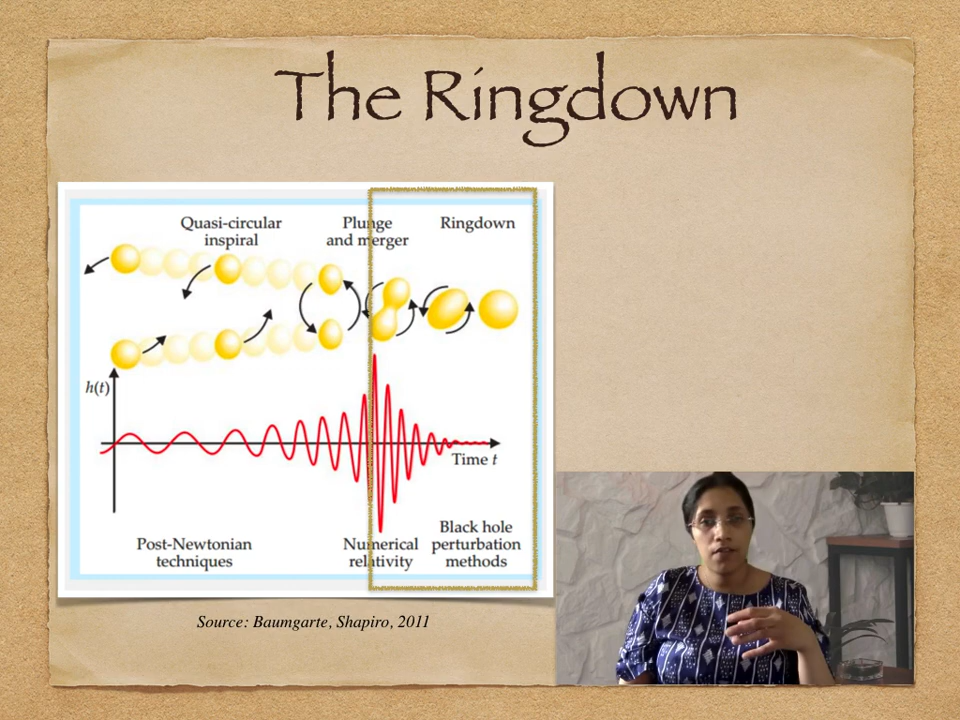 The Ringdown
Quasi-circular
inspiral
Plunge
and merger
Ringdown
h(t)
Time t
Post-Newtonian
techniques
Numerical
relativity
Black hole
perturbation
methods
Source: Baumgarte, Shapiro, 2011